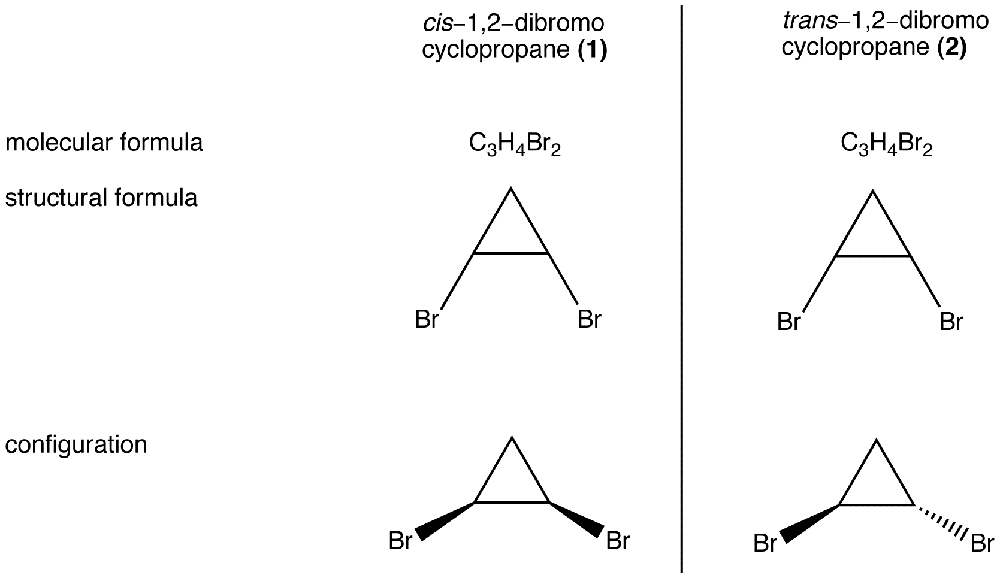 cis–1,2–dibromo
cyclopropane (1)
trans–1,2–dibromo
cyclopropane (2)
molecular formula
C₃H₄Br₂
C₃H₄Br₂
structural formula
Br
Br
Br
Br
configuration
Br
Br
Br
Br